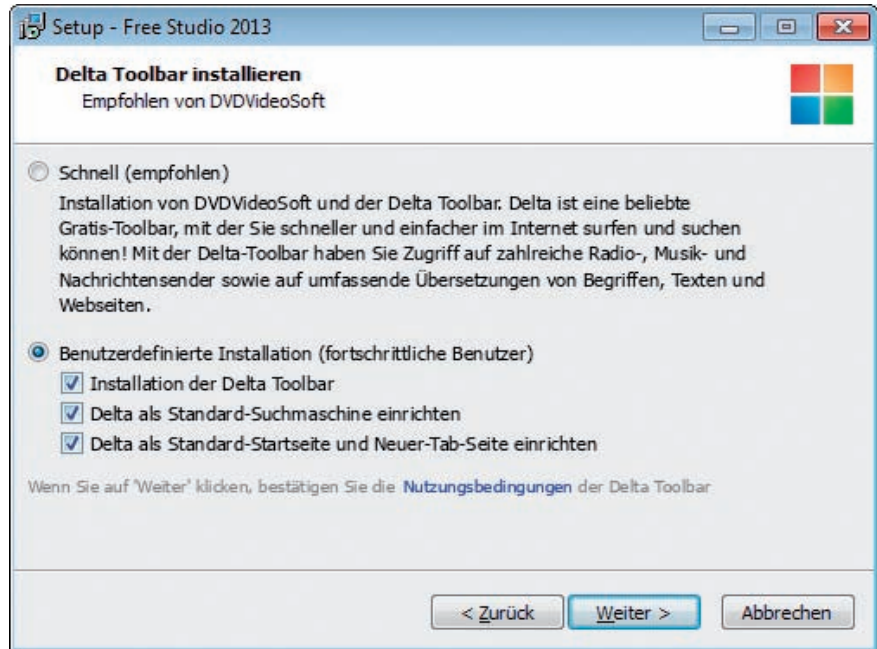 Setup - Free Studio 2013
Delta Toolbar installieren
Empfohlen von DVDVideoSoft
Schnell (empfohlen)
Installation von DVDVideoSoft und der Delta Toolbar. Delta ist eine beliebte
Gratis-Toolbar, mit der Sie schneller und einfacher im Internet surfen und suchen
können! Mit der Delta-Toolbar haben Sie Zugriff auf zahlreiche Radio-, Musik- und
Nachrichtensender sowie auf umfassende Übersetzungen von Begriffen, Texten und
Webseiten.
Benutzerdefinierte Installation (fortschrittliche Benutzer)
Installation der Delta Toolbar
Delta als Standard-Suchmaschine einrichten
Delta als Standard-Startseite und Neuer-Tab-Seite einrichten
Wenn Sie auf 'Weiter' klicken, bestätigen Sie die Nutzungsbedingungen der Delta Toolbar
< Zurück Weiter > Abbrechen